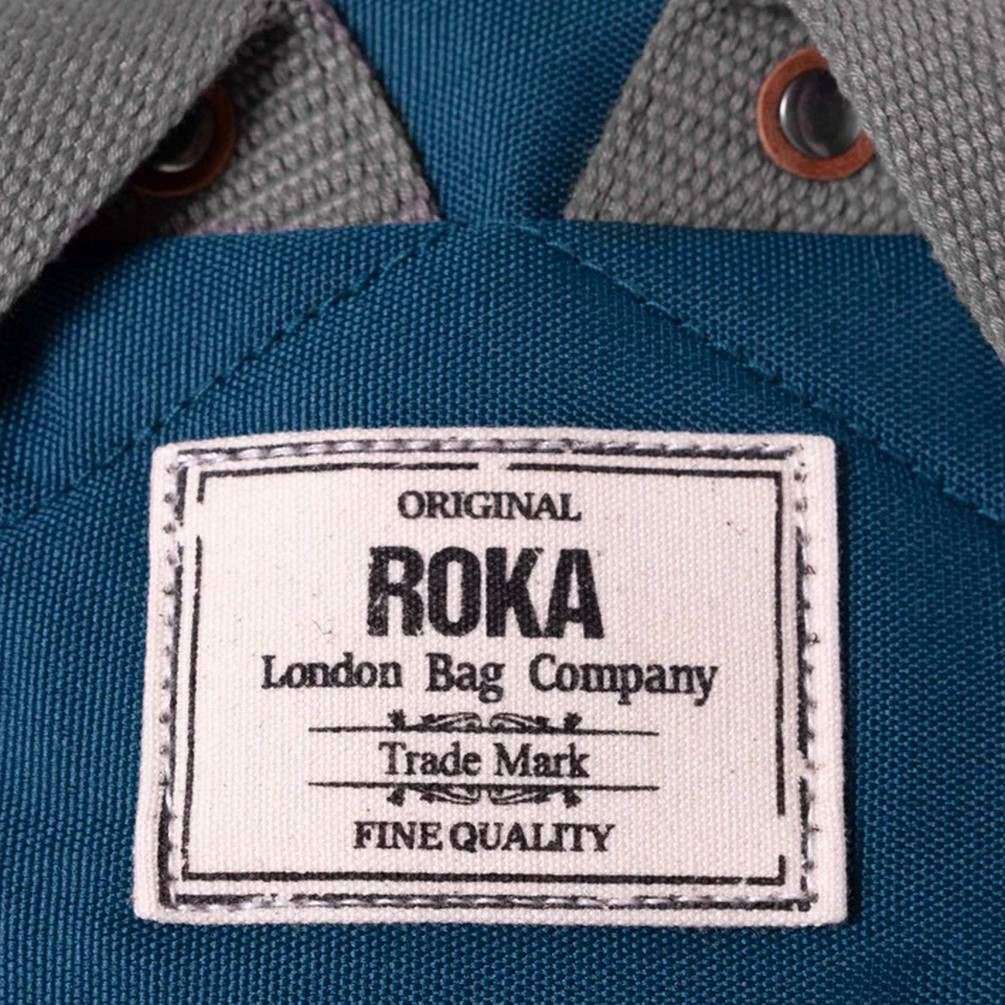 ORIGINAL
ROKA
London Bag Company
Trade Mark
FINE QUALITY